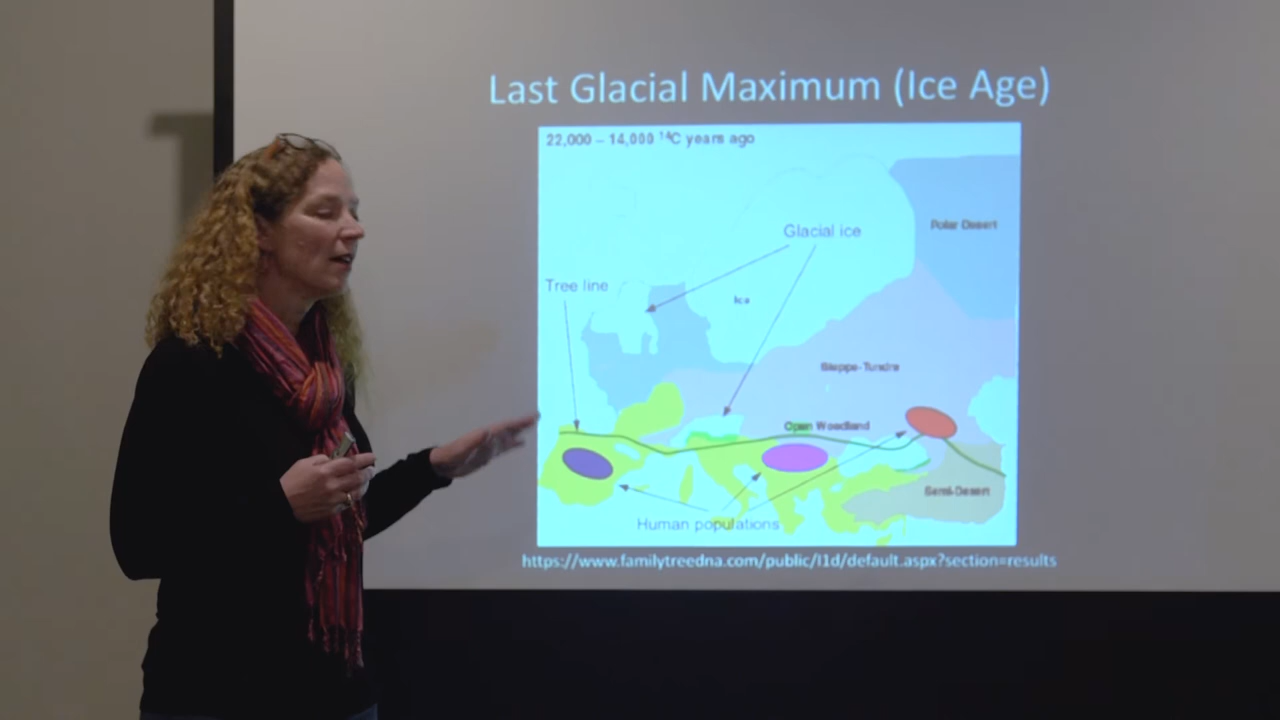 Last Glacial Maximum (Ice Age)
22,000 – 14,000 ¹⁴C years ago
Polar Desert
Glacial ice
Tree line
Ice
Steppe-Tundra
Open Woodland
Semi-Desert
Human populations
https://www.familytreedna.com/public/I1d/default.aspx?section=results